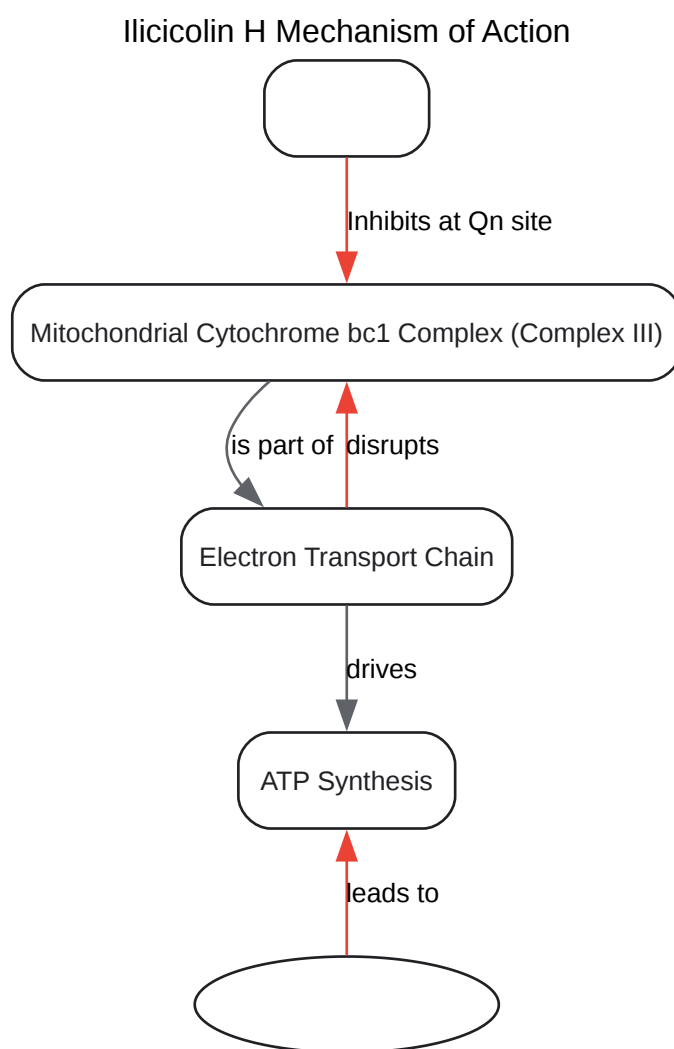 Ilicicolin H Mechanism of Action
Inhibits at Qn site
Mitochondrial Cytochrome bc1 Complex (Complex III)
is part of
disrupts
Electron Transport Chain
drives
ATP Synthesis
leads to